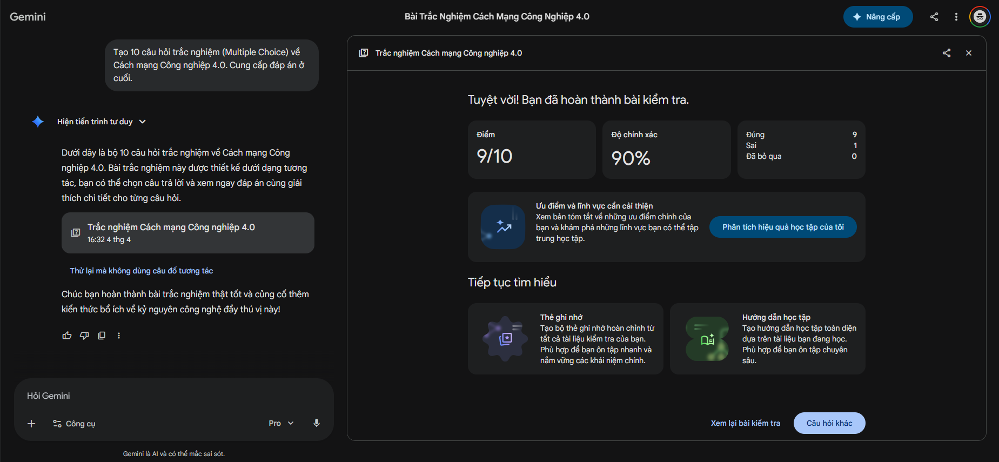 Gemini
Bài Trắc Nghiệm Cách Mạng Công Nghiệp 4.0
Nâng cấp
Tạo 10 câu hỏi trắc nghiệm (Multiple Choice) về
Cách mạng Công nghiệp 4.0. Cung cấp đáp án ở
cuối.
Hiện tiến trình tư duy
Dưới đây là bộ 10 câu hỏi trắc nghiệm về Cách mạng Công
nghiệp 4.0. Bài trắc nghiệm này được thiết kế dưới dạng tương
tác, bạn có thể chọn câu trả lời và xem ngay đáp án cùng giải
thích chi tiết cho từng câu hỏi.
Trắc nghiệm Cách mạng Công nghiệp 4.0
16:32 4 thg 4
Thử lại mà không dùng câu đố tương tác
Chúc bạn hoàn thành bài trắc nghiệm thật tốt và củng cố thêm
kiến thức bổ ích về kỷ nguyên công nghệ đầy thú vị này!
Hỏi Gemini
Công cụ
Pro
Gemini là AI và có thể mắc sai sót.
Trắc nghiệm Cách mạng Công nghiệp 4.0
Tuyệt vời! Bạn đã hoàn thành bài kiểm tra.
Điểm
9/10
Độ chính xác
90%
Đúng 9
Sai 1
Đã bỏ qua 0
Ưu điểm và lĩnh vực cần cải thiện
Xem bản tóm tắt về những ưu điểm chính của
bạn và khám phá những lĩnh vực bạn có thể tập
trung học tập.
Phân tích hiệu quả học tập của tôi
Tiếp tục tìm hiểu
Thẻ ghi nhớ
Tạo bộ thẻ ghi nhớ hoàn chỉnh từ
tất cả tài liệu kiểm tra của bạn.
Phù hợp để bạn ôn tập nhanh và
nắm vững các khái niệm chính.
Hướng dẫn học tập
Tạo hướng dẫn học tập toàn diện
dựa trên tài liệu bạn đang học.
Phù hợp để bạn ôn tập chuyên
sâu.
Xem lại bài kiểm tra
Câu hỏi khác